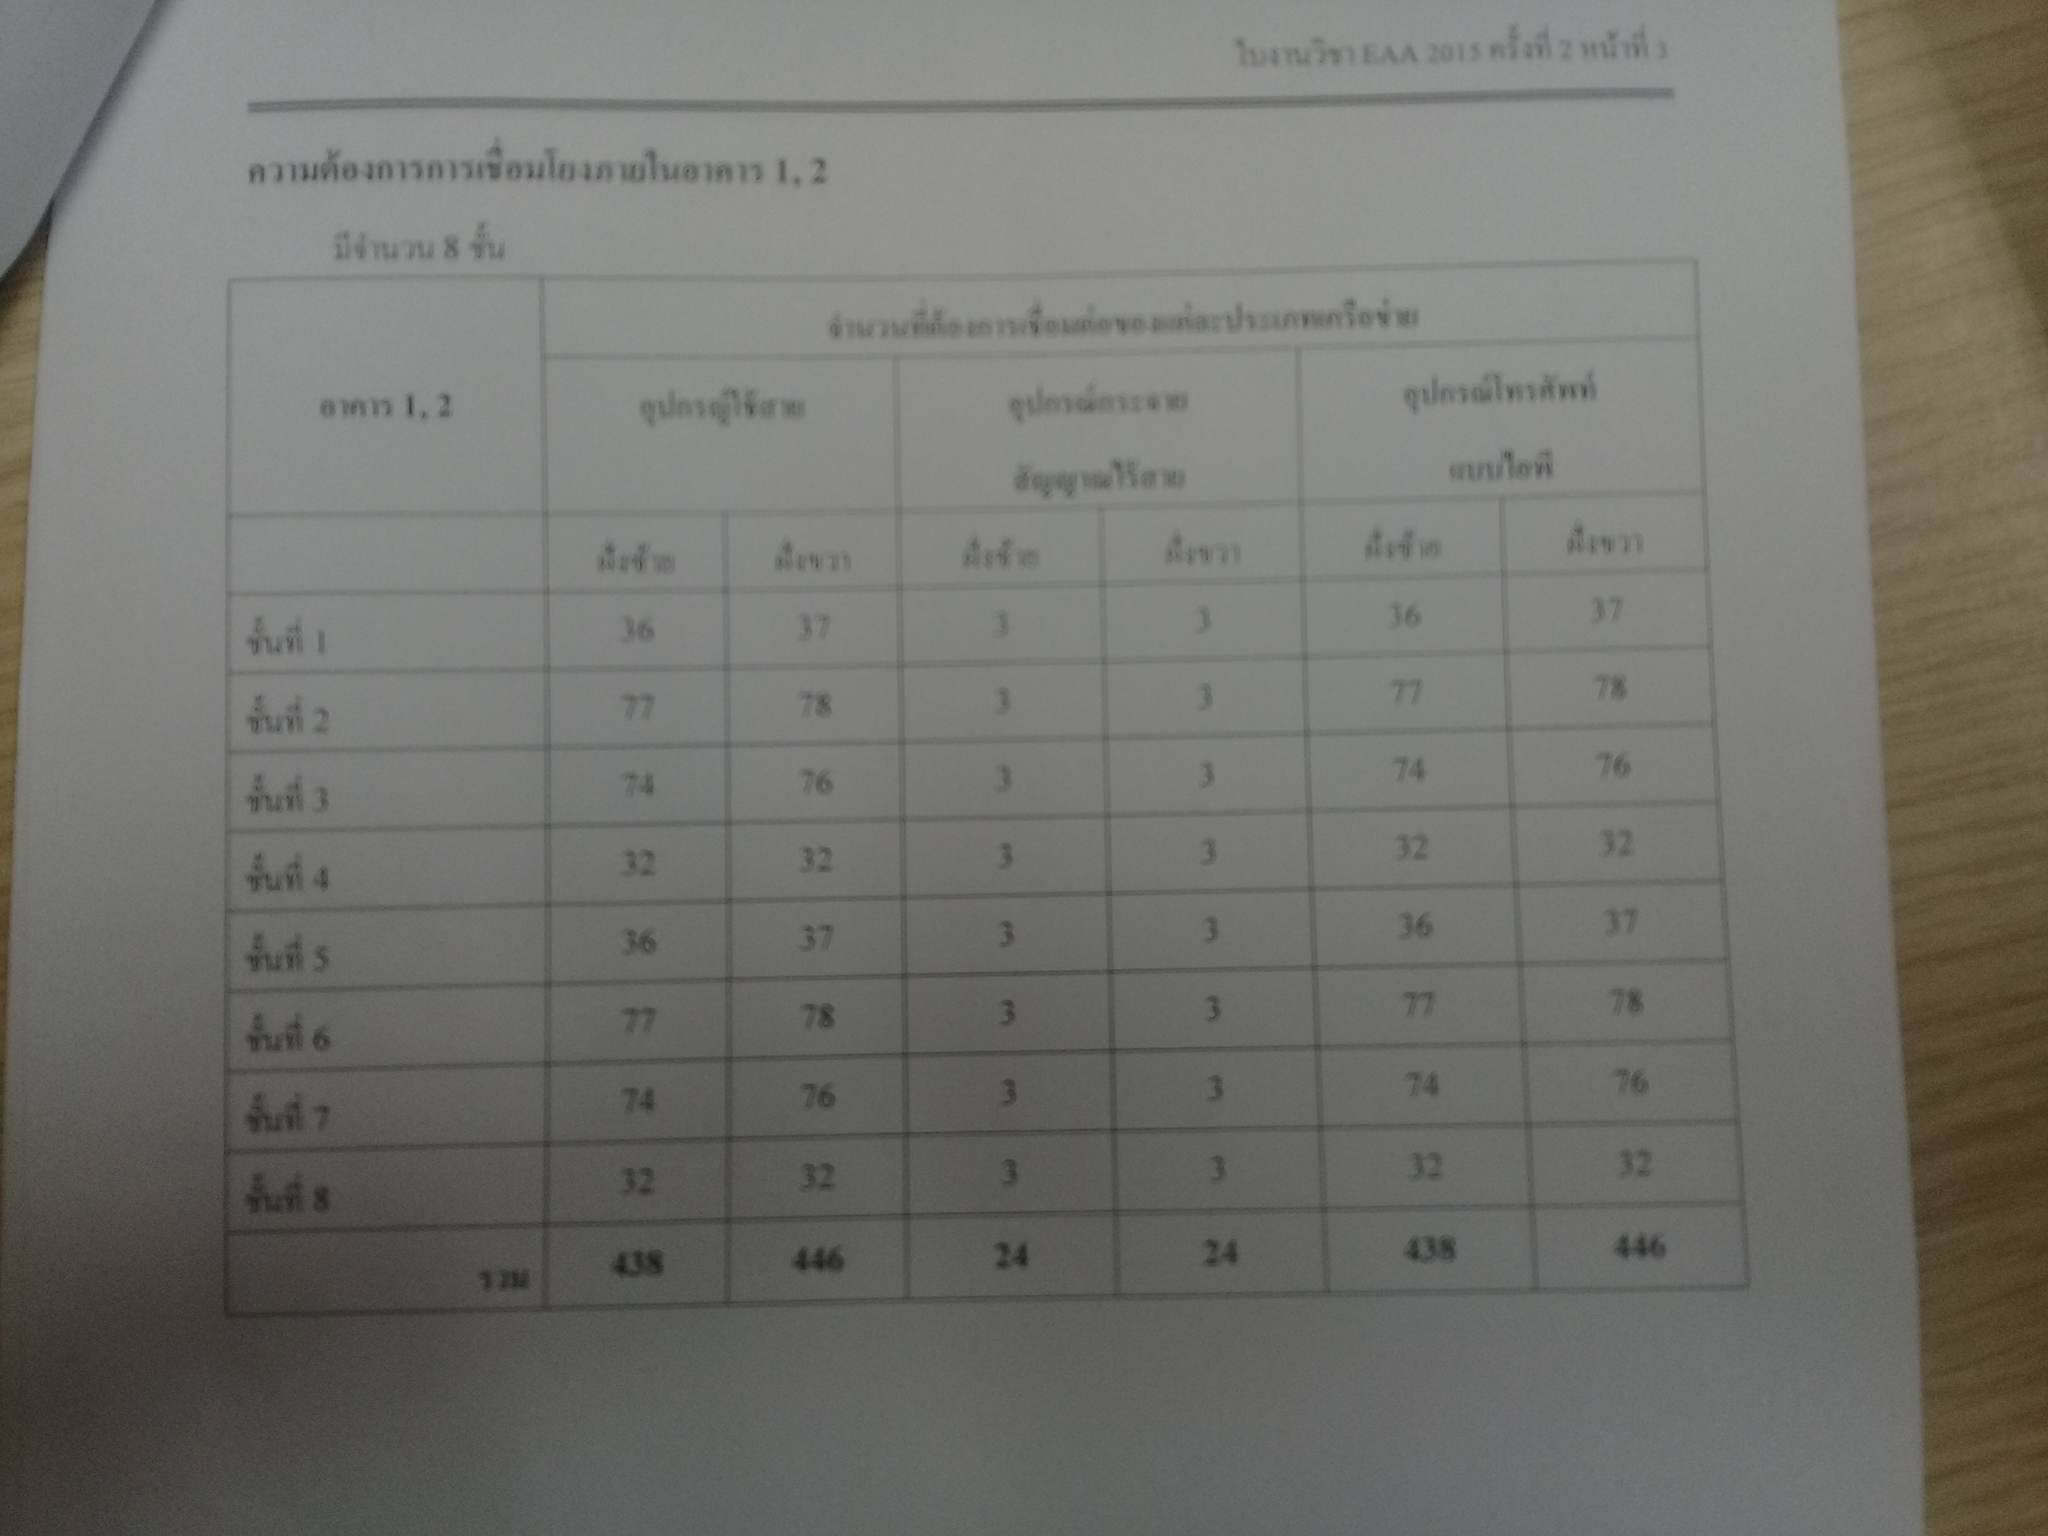 ใบงานวิชา EAA 2015 ครั้งที่ 2 หน้าที่ 3
ความต้องการการเชื่อมโยงภายในอาคาร 1, 2
มีจำนวน 8 ชั้น
จำนวนที่ต้องการเชื่อมต่อของแต่ละประเภทเครือข่าย
อาคาร 1, 2 อุปกรณ์ใช้สาย อุปกรณ์กระจาย อุปกรณ์โทรศัพท์
สัญญาณไร้สาย แบบไอพี
ฝั่งซ้าย ฝั่งขวา ฝั่งซ้าย ฝั่งขวา ฝั่งซ้าย ฝั่งขวา
ชั้นที่ 1 36 37 3 3 36 37
ชั้นที่ 2 77 78 3 3 77 78
ชั้นที่ 3 74 76 3 3 74 76
ชั้นที่ 4 32 32 3 3 32 32
ชั้นที่ 5 36 37 3 3 36 37
ชั้นที่ 6 77 78 3 3 77 78
ชั้นที่ 7 74 76 3 3 74 76
ชั้นที่ 8 32 32 3 3 32 32
รวม 438 446 24 24 438 446